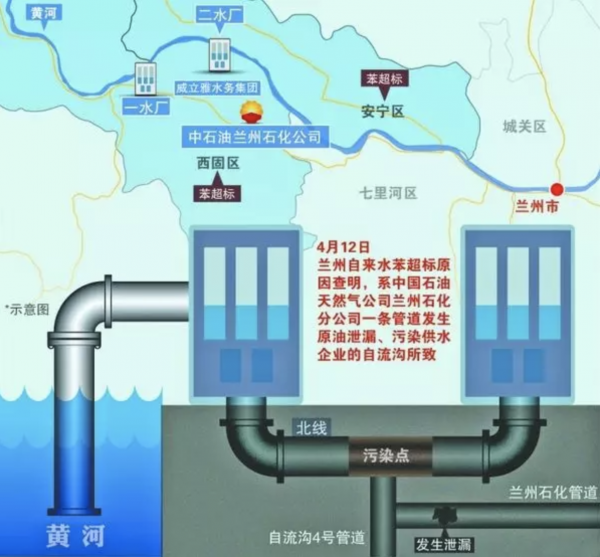 黄河
二水厂
威立雅水务集团
一水厂
苯超标
安宁区
城关区
中石油兰州石化公司
西固区
苯超标
七里河区
兰州市
4月12日
兰州自来水苯超标原
因查明，系中国石油
天然气公司兰州石化
分公司一条管道发生
原油泄漏、污染供水
企业的自流沟所致
*示意图
北线
污染点
兰州石化管道
黄河
自流沟4号管道
发生泄漏